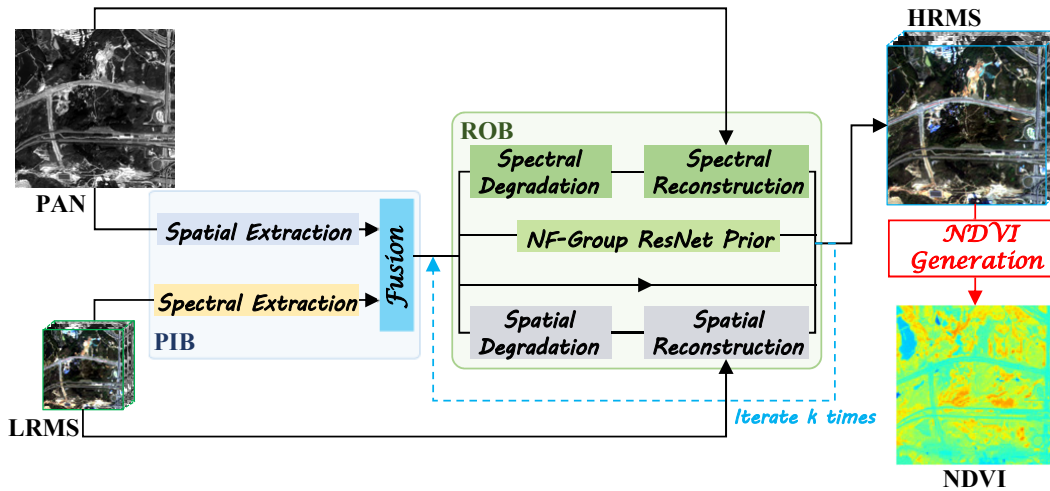 PAN
LRMS
Spatial Extraction
Spectral Extraction
Fusion
PIB
ROB
Spectral
Degradation
Spectral
Reconstruction
NF-Group ResNet Prior
Spatial
Degradation
Spatial
Reconstruction
Iterate k times
HRMS
NDVI
Generation
NDVI